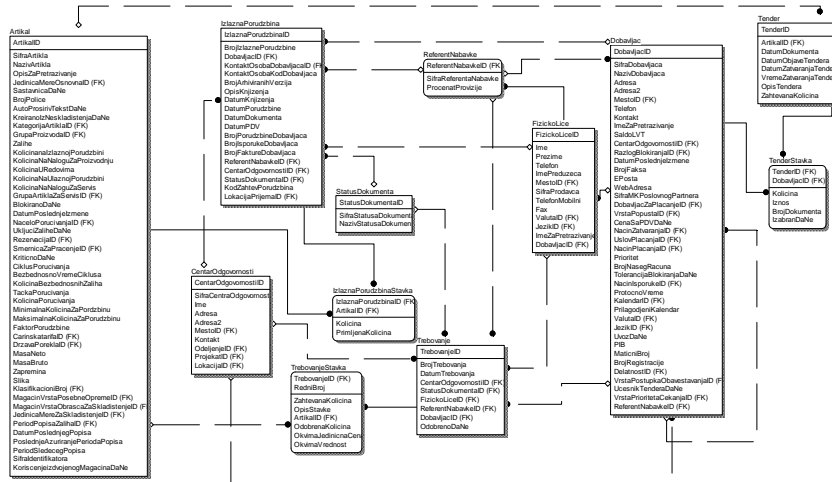 Artikal
ArtikalID
SifraArtikla
NazivArtikla
OpisZaPretrazivanje
JedinicaMereOsnovnaID (FK)
SastavnicaDaNe
BrojPolice
AutoProsirivTekstDaNe
KreiranoIzNeskladistenjaDaNe
KategorijaArtiklaID (FK)
GrupaProizvodaID (FK)
Zalihe
KolicinanaIzlaznojPorudzbini
KolicinaNaNaloguZaProizvodnju
KolicinaURedovima
KolicinaNaUlaznojPorudzbini
KolicinaNaNaloguZaServis
GrupaArtiklaZaServisID (FK)
BlokiranoDaNe
DatumPoslednjeIzmene
NaceloPorucivanjaID (FK)
UkljuciZaliheDaNe
RezervacijaID (FK)
SmernicaZaPracenjeID (FK)
KriticnoDaNe
CiklusPorucivanja
BezbednosnoVremeCiklusa
KolicinaBezbednosnihZaliha
TackaPorucivanja
KolicinaPorucivanja
MinimalnaKolicinaZaPordzbinu
MaksimalnaKolicinaZaPorudzbinu
FaktorPorudzbine
CarinskatarifaID (FK)
DrzavaPoreklaID (FK)
MasaNeto
MasaBruto
Zapremina
Slika
KlasifikacioniBroj (FK)
MagacinVrstaPosebneOpremeID (FK)
MagacinVrstaObrascaZaSkladistenjeID (F
JedinicaMereZaSkladistenjeID (FK)
PeriodPopisaZalihaID (FK)
DatumPoslednjegPopisa
PoslednjeAzuriranjePeriodaPopisa
PeriodSledecegPopisa
SifraIdentifikatora
KoriscenjeizdvojenogMagacinaDaNe
IzlaznaPorudzbina
IzlaznaPorudzbinaID
BrojIzlaznePorudzbine
DobavljacID (FK)
KontaktOsobaDobavljacaID (FK)
KontaktOsobaKodDobavljaca
BrojArhiviranihVerzija
OpisKnjizenja
DatumKnjizenja
DatumPorudzbine
DatumDokumenta
DatumPDV
BrojPorudzbineDobavljaca
BrojIsporukeDobavljaca
BrojFaktureDobavljaca
ReferentNabavkeID (FK)
CentarOdgovornostiID (FK)
StatusDokumentaID (FK)
KodZahtevPorudzbina
LokacijaPrijemaID (FK)
CentarOdgovornosti
CentarOdgovornostiID
SifraCentraOdgovornost
Ime
Adresa
Adresa2
MestoID (FK)
Kontakt
OdeljenjeID (FK)
ProjekatID (FK)
LokacijaID (FK)
StatusDokumenta
StatusDokumentaID
SifraStatusaDokument
NazivStatusaDokumen
IzlaznaPorudzbinaStavka
IzlaznaPorudzbinaID (FK)
ArtikalID (FK)
Kolicina
PrimljenaKolicina
TrebovanjeStavka
TrebovanjeID (FK)
RedniBroj
ZahtevanaKolicina
OpisStavke
ArtikalID (FK)
OdobrenaKolicina
OkvirnaJedinicnaCena
OkvirnaVrednost
ReferentNabavke
ReferentNabavkeID (FK)
SifraReferentaNabavke
ProcenatProvizije
Trebovanje
TrebovanjeID
BrojTrebovanja
DatumTrebovanja
CentarOdgovornostiID (FK)
StatusDokumentaID (FK)
FizickoLiceID (FK)
ReferentNabavkeID (FK)
DobavljacID (FK)
OdobrenoDaNe
FizickoLice
FizickoLiceID
Ime
Prezime
Telefon
ImePreduzeca
MestoID (FK)
SifraProdavca
TelefonMobilni
Fax
ValutaID (FK)
JezikID (FK)
ImeZaPretrazivanje
DobavljacID (FK)
Dobavljac
DobavljacID
SifraDobavljaca
NazivDobavljaca
Adresa
Adresa2
MestoID (FK)
Telefon
Kontakt
ImeZaPretrazivanje
SaldoLVT
CentarOdgovornostiID (FK)
RazlogBlokiranjaID (FK)
DatumPoslednjeIzmene
BrojFaksa
EPosta
WebAdresa
SifraMKPoslovnogPartnera
DobavljacZaPlacanjeID (FK)
VrstaPopustaID (FK)
CenaSaPDVDaNe
NacinZatvaranjaID (FK)
UslovPlacanjaID (FK)
NacinPlacanjaID (FK)
Prioritet
BrojNasegRacuna
TolerancijaBlokiranjaDaNe
NacinIsporukeID (FK)
ProtocnoVreme
KalendarID (FK)
PrilagodjeniKalendar
ValutaID (FK)
JezikID (FK)
UvozDaNe
PIB
MaticniBroj
BrojRegistracije
DelatnostID (FK)
VrstaPostupkaObavestavanjaID (F
UcesnikTenderaDaNe
VrstaPrioritetaCekanjaID (FK)
ReferentNabavkeID (FK)
Tender
TenderID
ArtikalID (FK)
DatumDokumenta
DatumObjaveTendera
DatumZatvaranjaTende
VremeZatvaranjaTende
OpisTendera
ZahtevanaKolicina
TenderStavka
TenderID (FK)
DobavljacID (FK)
Kolicina
Iznos
BrojDokumenta
IzabranDaNe